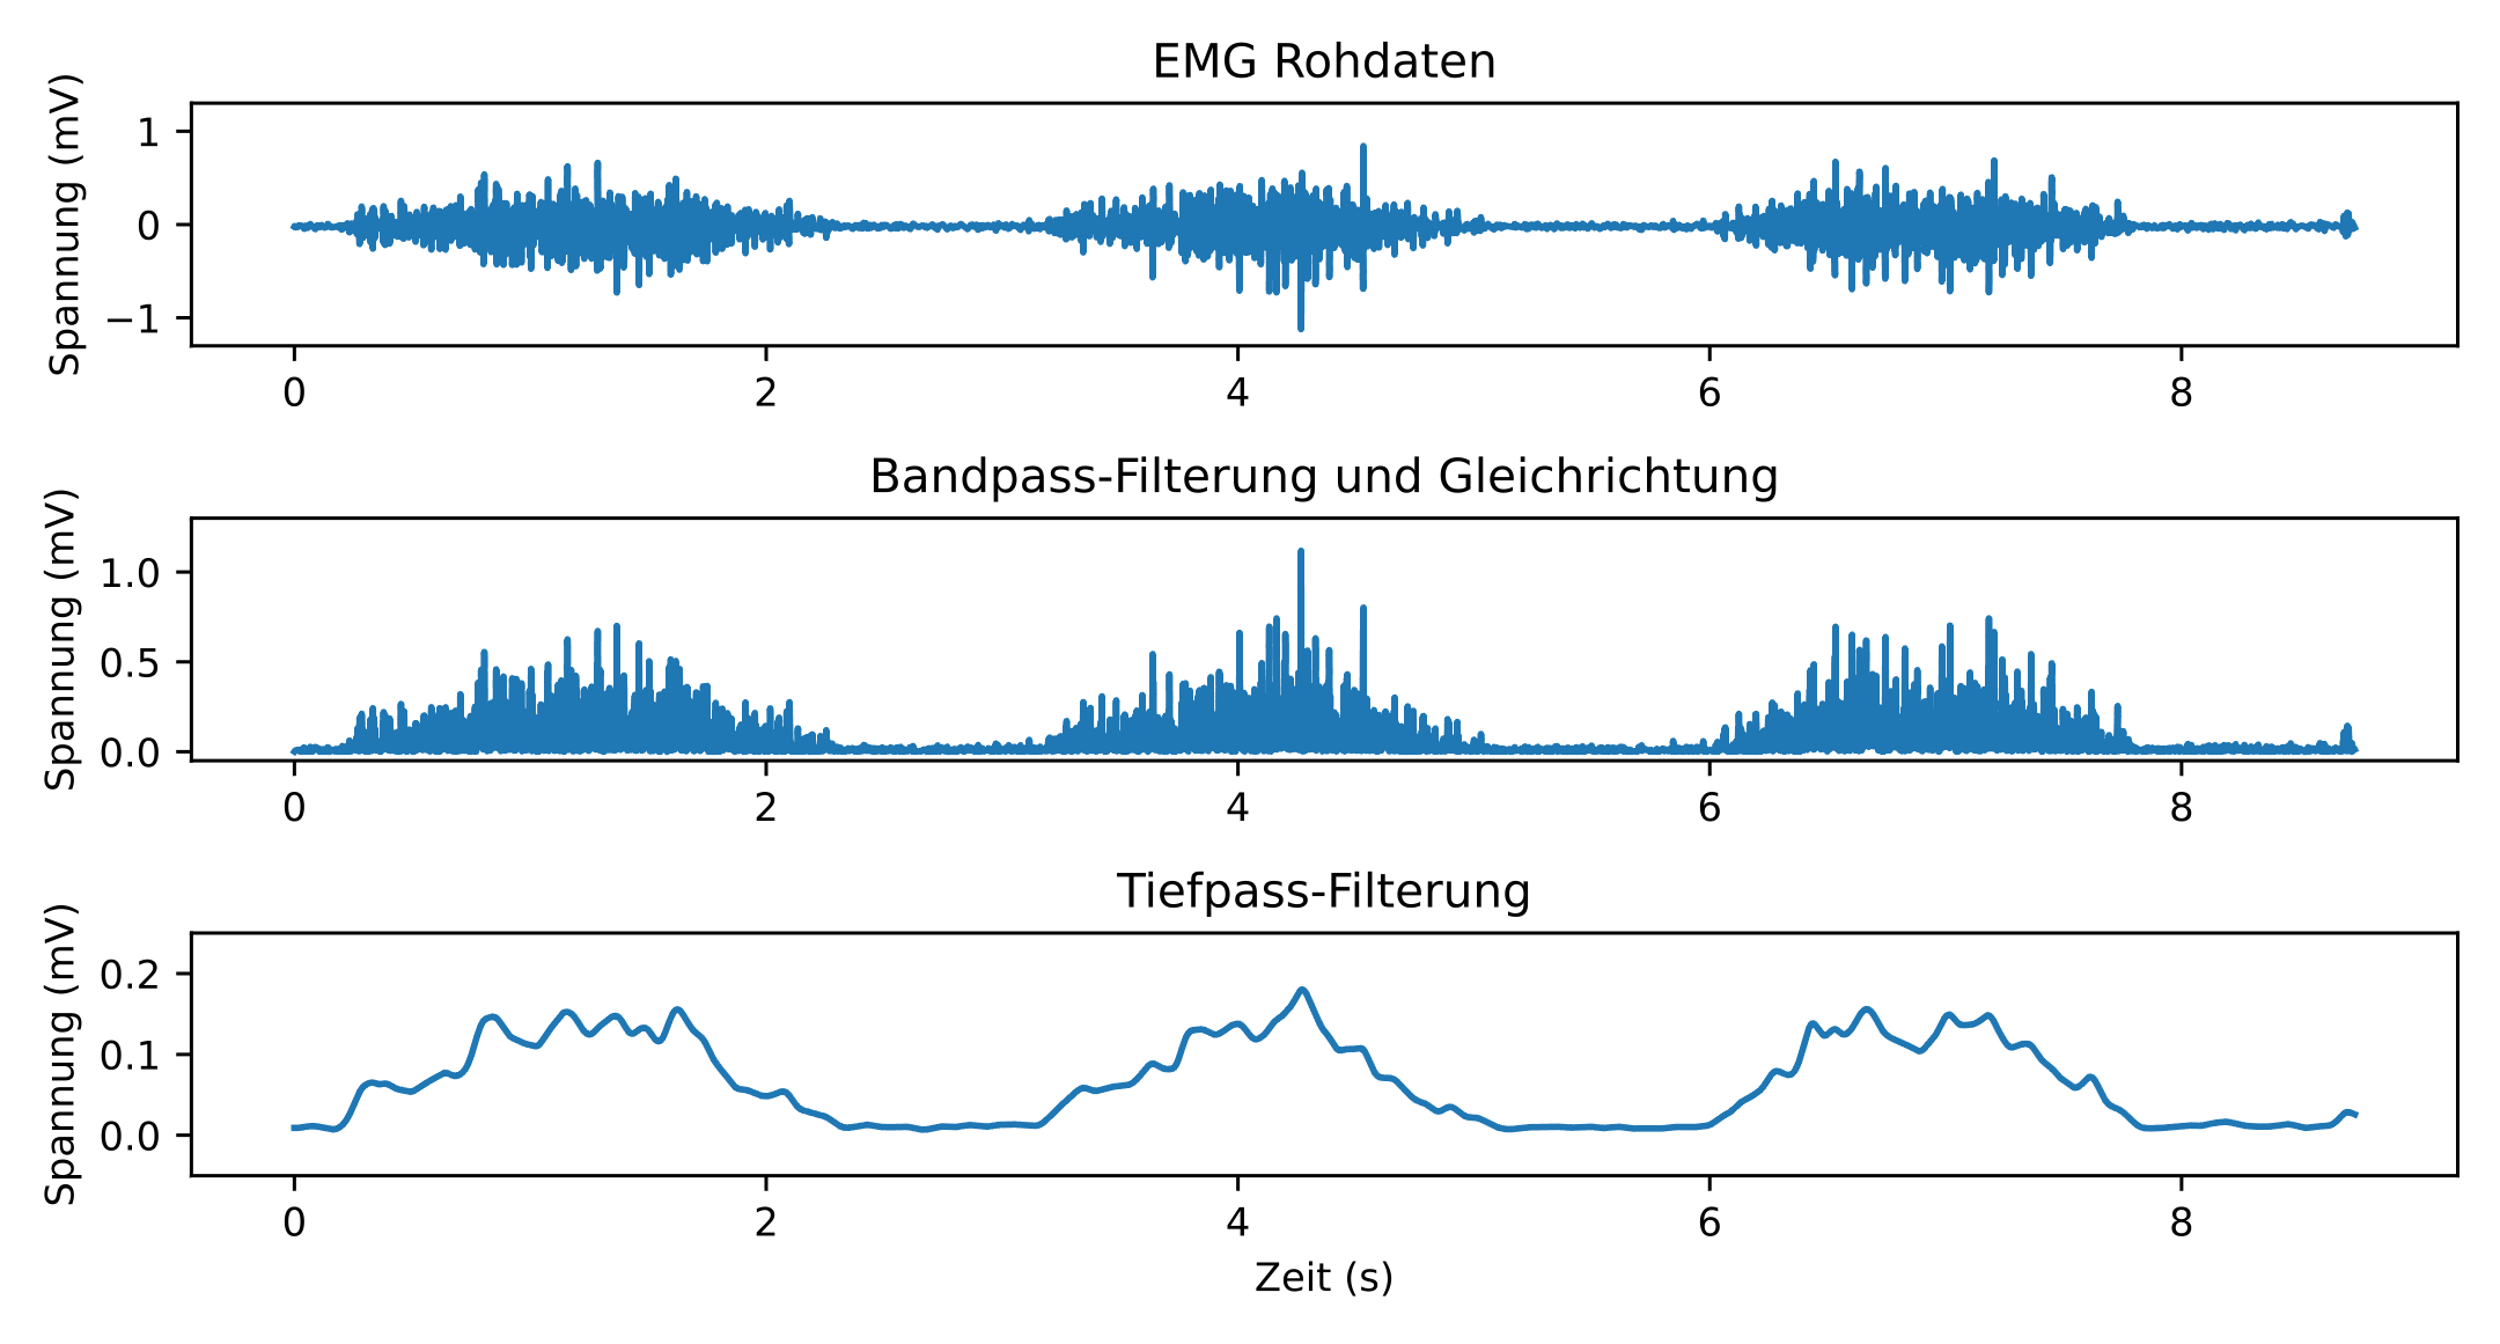 EMG Rohdaten
Spannung (mV)
1
0
−1
0 2 4 6 8
Bandpass-Filterung und Gleichrichtung
Spannung (mV)
1.0
0.5
0.0
0 2 4 6 8
Tiefpass-Filterung
Spannung (mV)
0.2
0.1
0.0
0 2 4 6 8
Zeit (s)